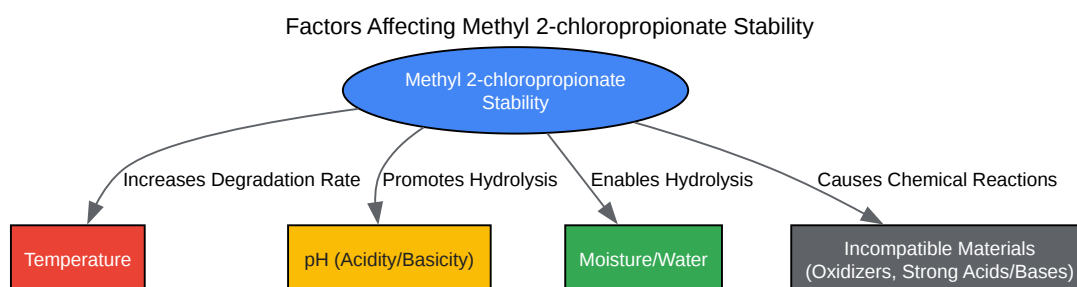 Factors Affecting Methyl 2-chloropropionate Stability
Methyl 2-chloropropionate
Stability
Increases Degradation Rate
Promotes Hydrolysis
Enables Hydrolysis
Causes Chemical Reactions
Temperature
pH (Acidity/Basicity)
Moisture/Water
Incompatible Materials
(Oxidizers, Strong Acids/Bases)